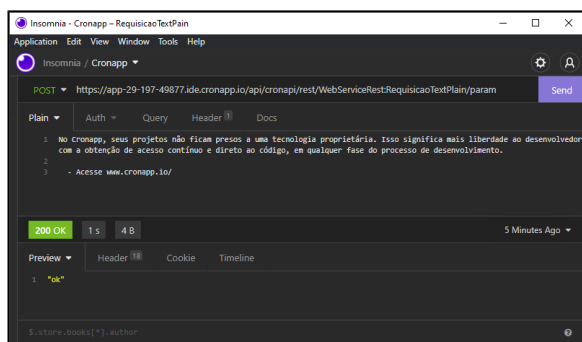 Insomnia - Cronapp – RequisicaoTextPain
Application Edit View Window Tools Help
Insomnia / Cronapp
POST https://app-29-197-49877.ide.cronapp.io/api/cronapi/rest/WebServiceRest:RequisicaoTextPlain/param Send
Plain Auth Query Header 1 Docs
1 No Cronapp, seus projetos não ficam presos a uma tecnologia proprietária. Isso significa mais liberdade ao desenvolvedor
com a obtenção de acesso contínuo e direto ao código, em qualquer fase do processo de desenvolvimento.
2
3 - Acesse www.cronapp.io/
200 OK 1 s 4 B 5 Minutes Ago
Preview Header 18 Cookie Timeline
1 "ok"
$.store.books[*].author